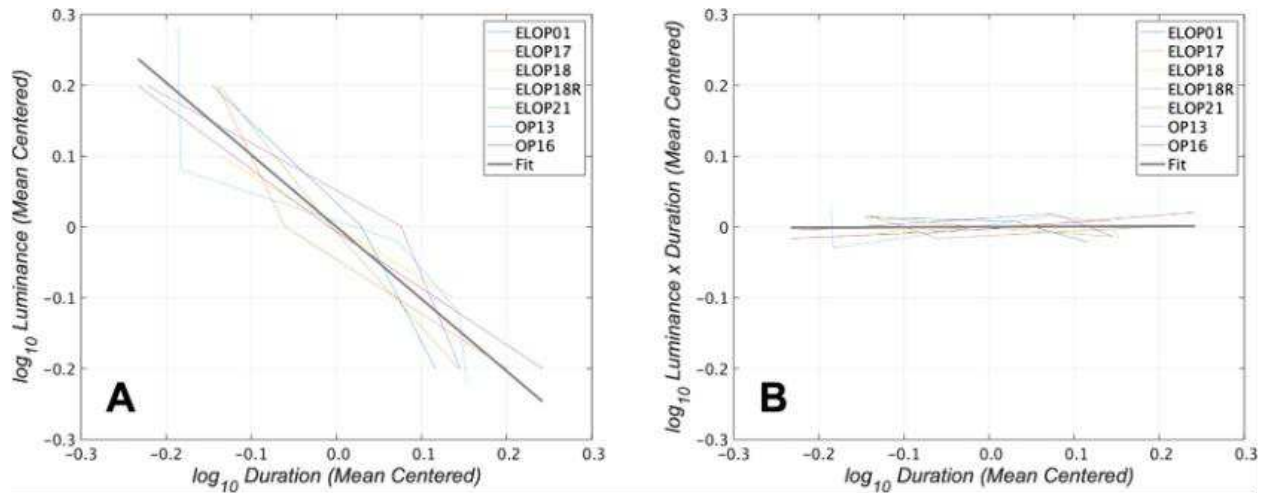 0.3
0.2
0.1
0
−0.1
−0.2
−0.3
log10 Luminance (Mean Centered)
ELOP01
ELOP17
ELOP18
ELOP18R
ELOP21
OP13
OP16
Fit
A
−0.3
−0.2
−0.1
0.0
0.1
0.2
0.3
log10 Duration (Mean Centered)
0.3
0.2
0.1
0
−0.1
−0.2
−0.3
log10 Luminance x Duration (Mean Centered)
ELOP01
ELOP17
ELOP18
ELOP18R
ELOP21
OP13
OP16
Fit
B
−0.3
−0.2
−0.1
0.0
0.1
0.2
0.3
log10 Duration (Mean Centered)